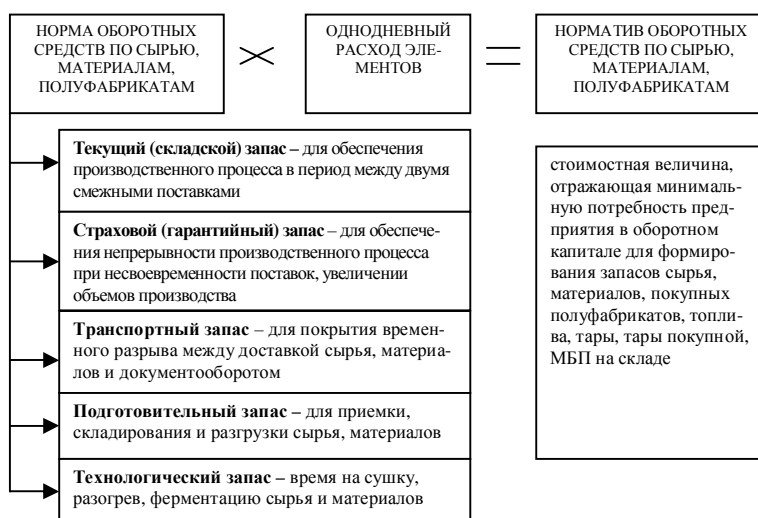 НОРМА ОБОРОТНЫХ
СРЕДСТВ ПО СЫРЬЮ,
МАТЕРИАЛАМ,
ПОЛУФАБРИКАТАМ
×
ОДНОДНЕВНЫЙ
РАСХОД ЭЛЕ-
МЕНТОВ
=
НОРМАТИВ ОБОРОТНЫХ
СРЕДСТВ ПО СЫРЬЮ,
МАТЕРИАЛАМ,
ПОЛУФАБРИКАТАМ
Текущий (складской) запас – для обеспечения
производственного процесса в период между двумя
смежными поставками
Страховой (гарантийный) запас – для обеспече-
ния непрерывности производственного процесса
при несвоевременности поставок, увеличении
объемов производства
Транспортный запас – для покрытия времен-
ного разрыва между доставкой сырья, материа-
лов и документооборотом
Подготовительный запас – для приемки,
складирования и разгрузки сырья, материалов
Технологический запас – время на сушку,
разогрев, ферментацию сырья и материалов
стоимостная величина,
отражающая минималь-
ную потребность пред-
приятия в оборотном
капитале для формиро-
вания запасов сырья,
материалов, покупных
полуфабрикатов, топли-
ва, тары, тары покупной,
МБП на складе